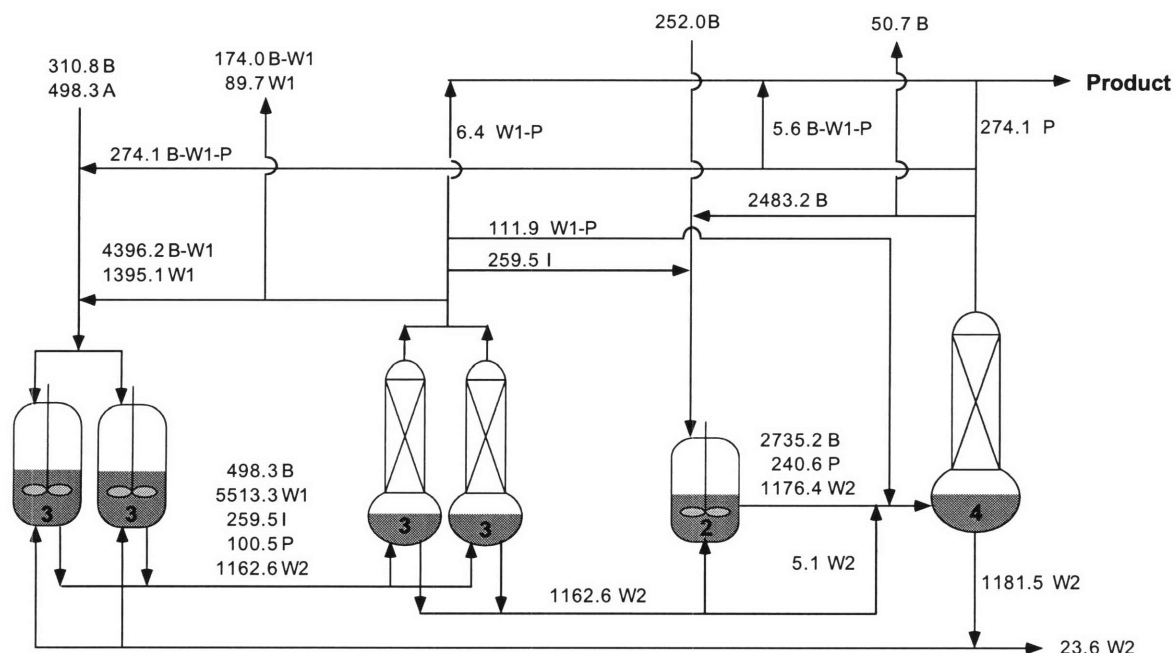 252.0 B
50.7 B
310.8 B
498.3 A
174.0 B-W1
89.7 W1
Product
6.4 W1-P
5.6 B-W1-P
274.1 P
274.1 B-W1-P
2483.2 B
4396.2 B-W1
1395.1 W1
111.9 W1-P
259.5 I
2735.2 B
240.6 P
1176.4 W2
498.3 B
5513.3 W1
259.5 I
100.5 P
1162.6 W2
3
3
3
3
2
4
5.1 W2
1181.5 W2
1162.6 W2
23.6 W2